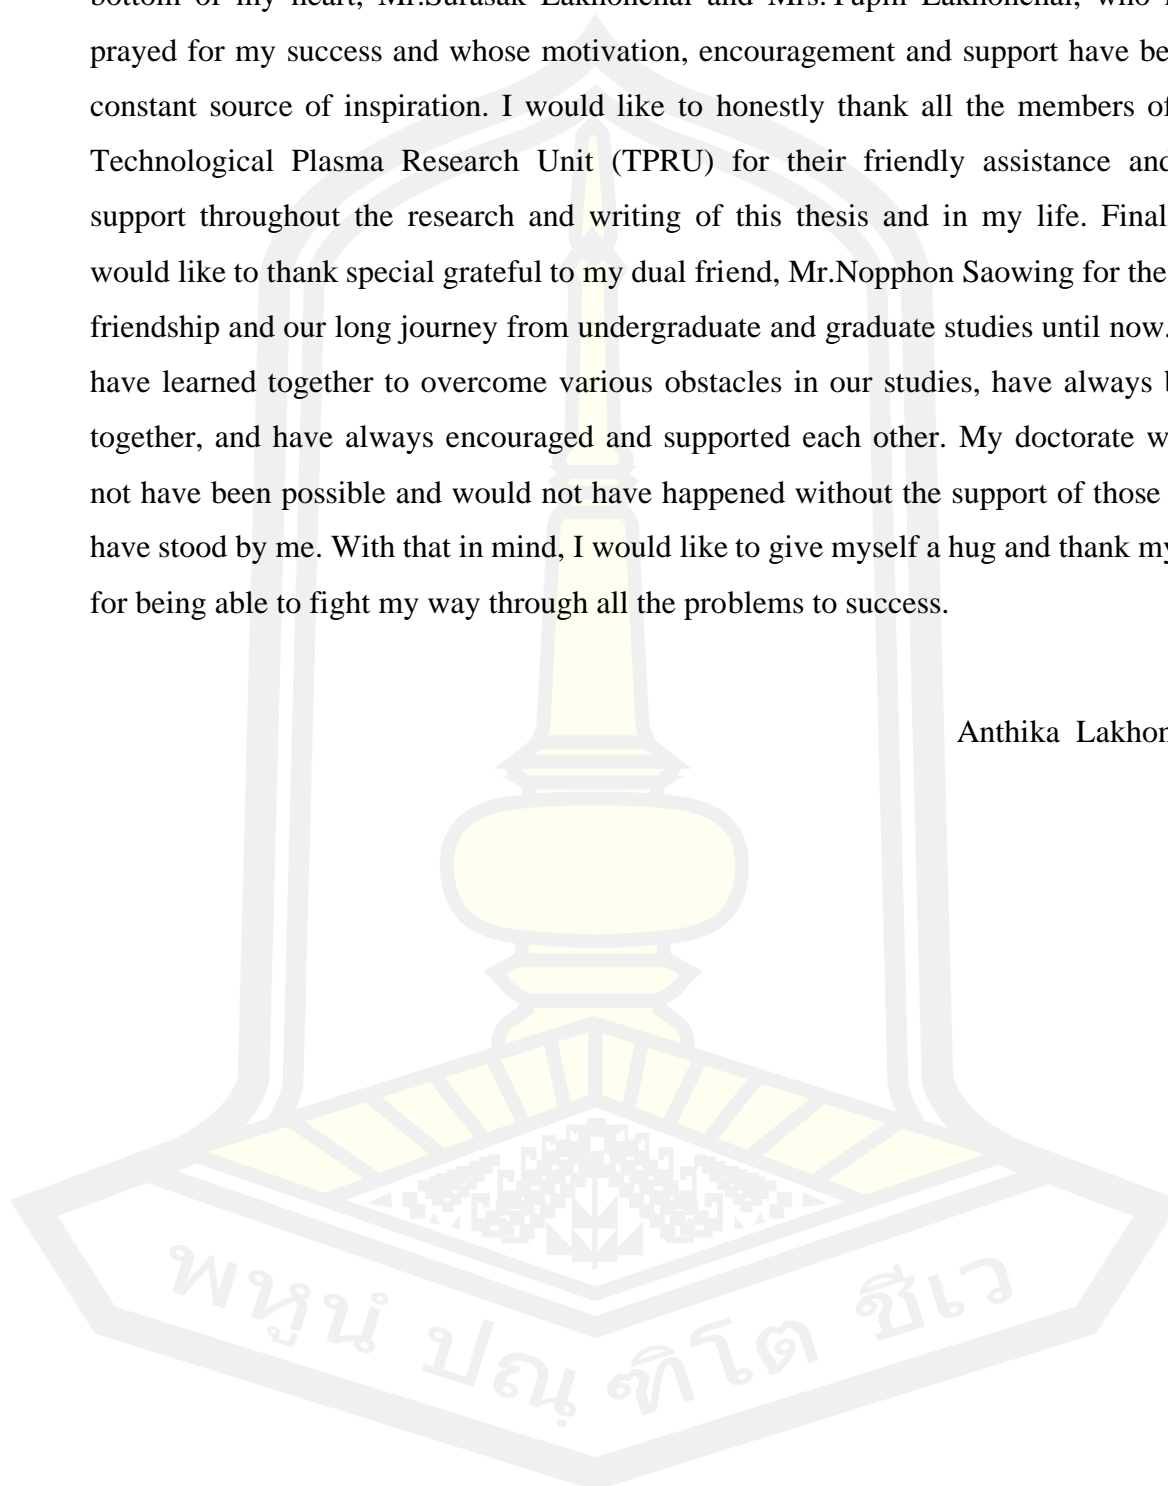 bottom of my heart, Mr.Surasak Lakhonchai and Mrs.Yupin Lakhonchai, who
prayed for my success and whose motivation, encouragement and support have be
constant source of inspiration. I would like to honestly thank all the members of
Technological Plasma Research Unit (TPRU) for their friendly assistance and
support throughout the research and writing of this thesis and in my life. Final
would like to thank special grateful to my dual friend, Mr.Nopphon Saowing for the
friendship and our long journey from undergraduate and graduate studies until now.
have learned together to overcome various obstacles in our studies, have always b
together, and have always encouraged and supported each other. My doctorate w
not have been possible and would not have happened without the support of those
have stood by me. With that in mind, I would like to give myself a hug and thank my
for being able to fight my way through all the problems to success.
Anthika Lakhon
พหูนํ ปณฺฑิโต ชีเว